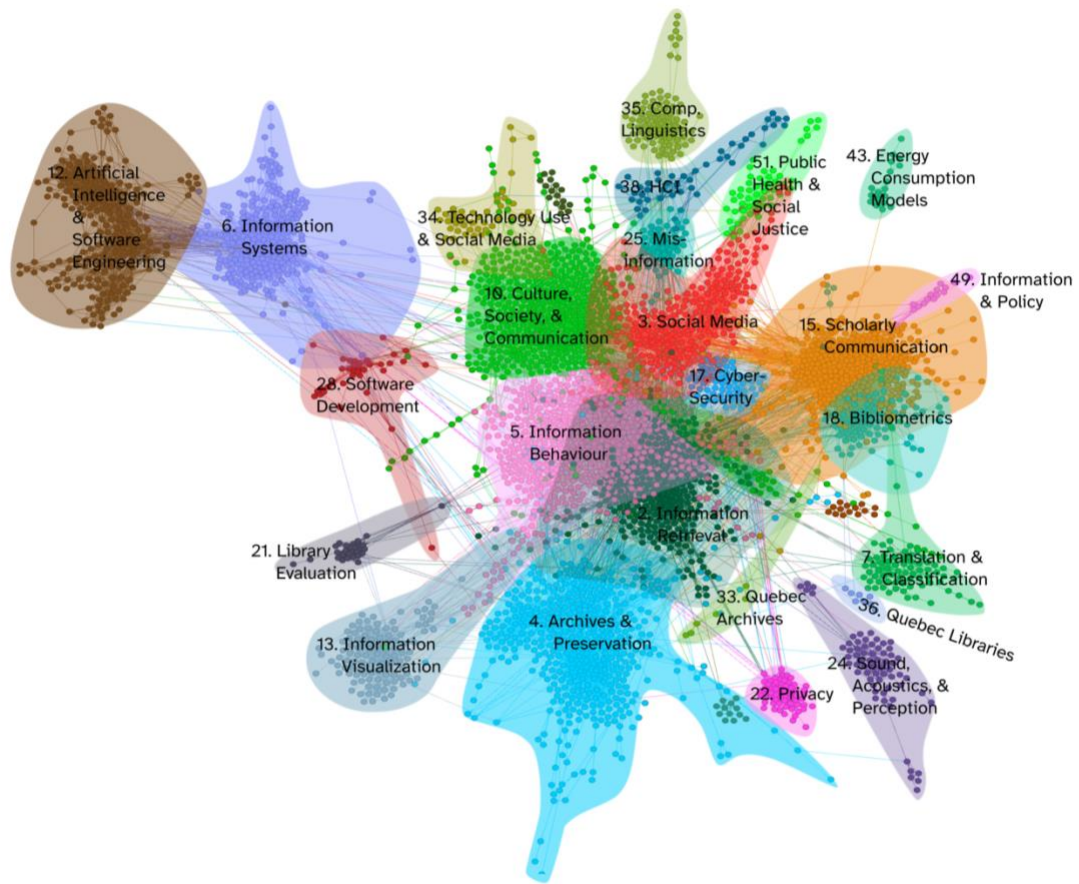 35. Comp.
Linguistics
12. Artificial
Intelligence
&
Software
Engineering
6. Information
Systems
34. Technology Use
& Social Media
38. HCI
51. Public
Health &
Social
Justice
43. Energy
Consumption
Models
25. Mis-
information
10. Culture,
Society, &
Communication
3. Social Media
15. Scholarly
Communication
49. Information
& Policy
28. Software
Development
17. Cyber-
Security
18. Bibliometrics
5. Information
Behaviour
2. Information
Retrieval
21. Library
Evaluation
7. Translation &
Classification
33. Quebec
Archives
36. Quebec Libraries
13. Information
Visualization
4. Archives &
Preservation
22. Privacy
24. Sound,
Acoustics, &
Perception